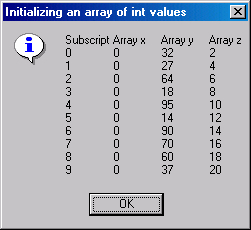 Initializing an array of int values
Subscript Array x Array y Array z
0 0 32 2
1 0 27 4
2 0 64 6
3 0 18 8
4 0 95 10
5 0 14 12
6 0 90 14
7 0 70 16
8 0 60 18
9 0 37 20
OK